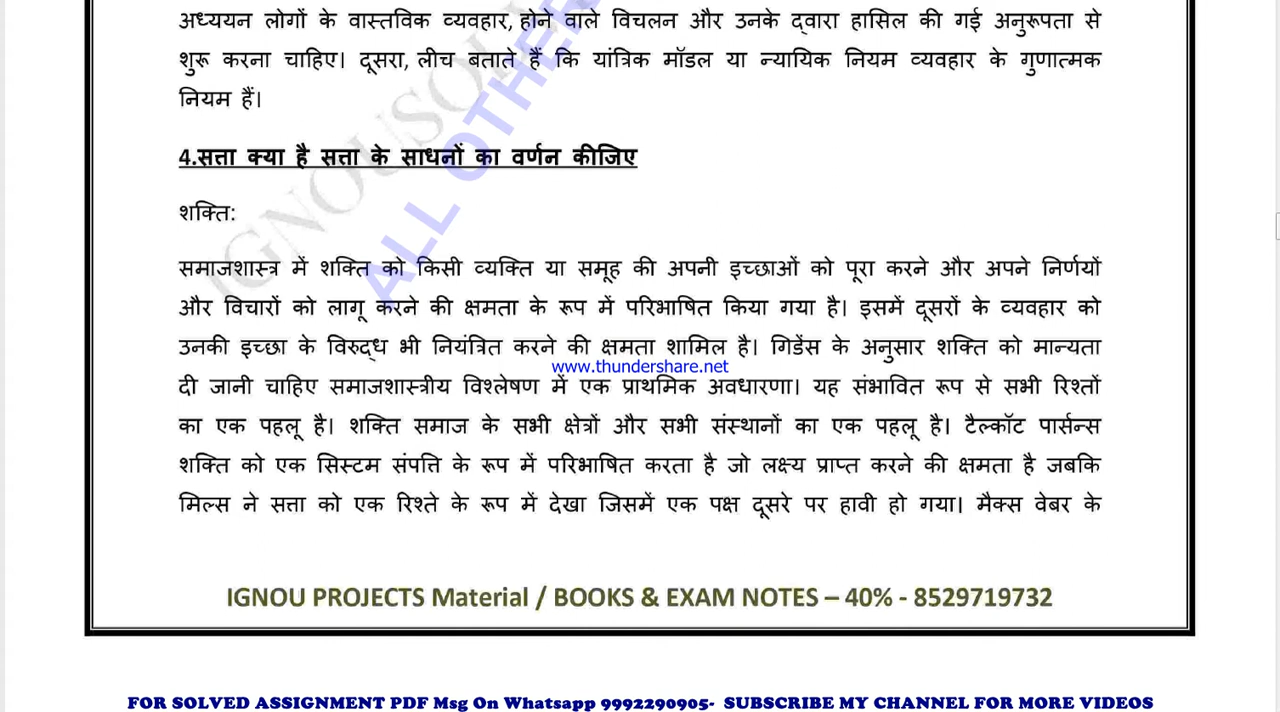 अध्ययन लोगों के वास्तविक व्यवहार, होने वाले विचलन और उनके द्वारा हासिल की गई अनुरूपता से
शुरू करना चाहिए। दूसरा, लीच बताते हैं कि यांत्रिक मॉडल या न्यायिक नियम व्यवहार के गुणात्मक
नियम हैं।
4.सत्ता क्या है सत्ता के साधनों का वर्णन कीजिए
शक्ति:
समाजशास्त्र में शक्ति को किसी व्यक्ति या समूह की अपनी इच्छाओं को पूरा करने और अपने निर्णयों
और विचारों को लागू करने की क्षमता के रूप में परिभाषित किया गया है। इसमें दूसरों के व्यवहार को
उनकी इच्छा के विरुद्ध भी नियंत्रित करने की क्षमता शामिल है। गिडेंस के अनुसार शक्ति को मान्यता
www.thundershare.net
दी जानी चाहिए समाजशास्त्रीय विश्लेषण में एक प्राथमिक अवधारणा। यह संभावित रूप से सभी रिश्तों
का एक पहलू है। शक्ति समाज के सभी क्षेत्रों और सभी संस्थानों का एक पहलू है। टैल्कॉट पार्सन्स
शक्ति को एक सिस्टम संपत्ति के रूप में परिभाषित करता है जो लक्ष्य प्राप्त करने की क्षमता है जबकि
मिल्स ने सत्ता को एक रिश्ते के रूप में देखा जिसमें एक पक्ष दूसरे पर हावी हो गया। मैक्स वेबर के
IGNOUSOL
ALL OTHER
IGNOU PROJECTS Material / BOOKS & EXAM NOTES – 40% - 8529719732
FOR SOLVED ASSIGNMENT PDF Msg On Whatsapp 9992290905- SUBSCRIBE MY CHANNEL FOR MORE VIDEOS